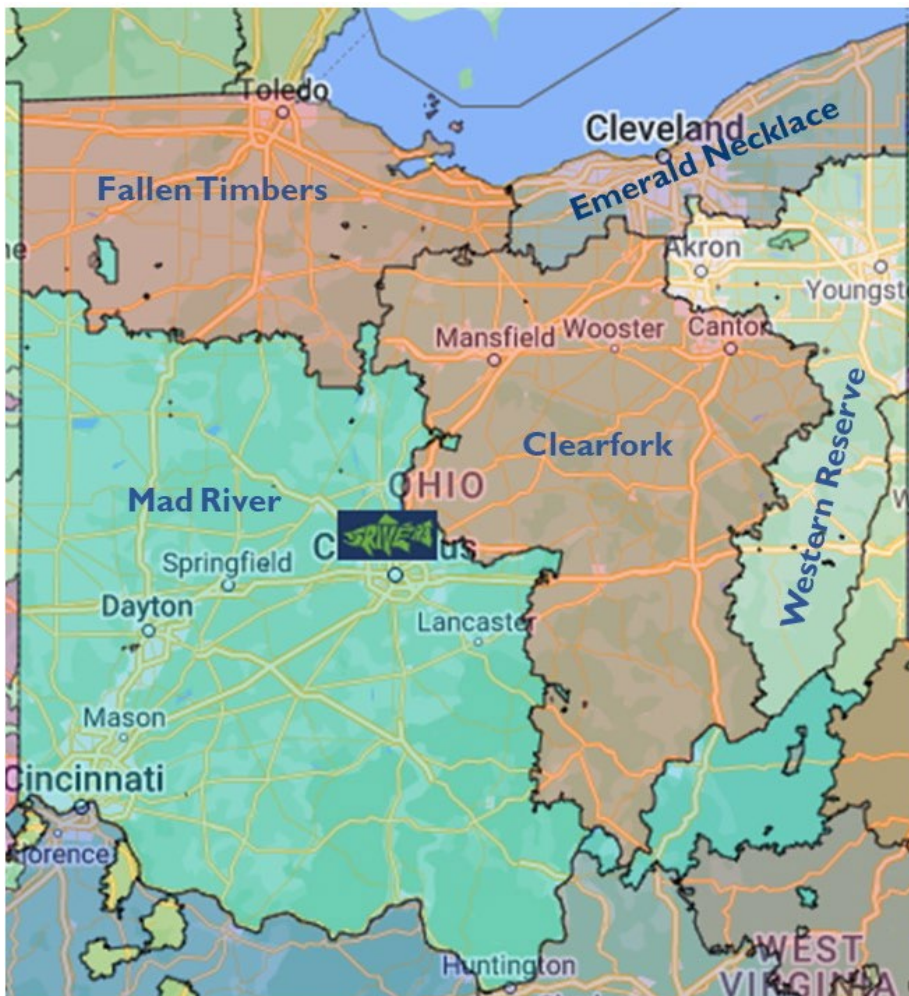 Toledo
Cleveland
Emerald Necklace
Fallen Timbers
Akron
Youngst
Mansfield
Wooster
Canton
Western Reserve
Clearfork
OHIO
Mad River
5RIVERS
Springfield
Dayton
Lancaster
Mason
Cincinnati
lorence
WEST
VIRGINIA
Huntington